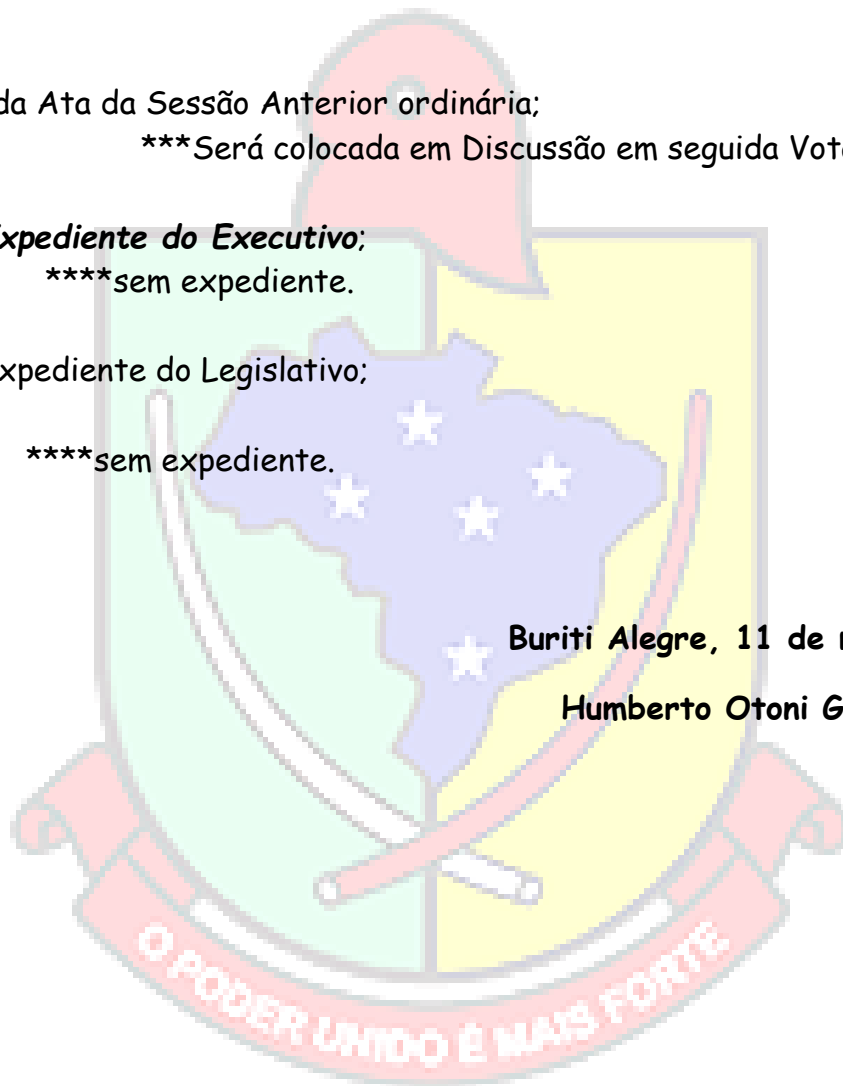 da Ata da Sessão Anterior ordinária;
***Será colocada em Discussão em seguida Vot
xpediente do Executivo;
****sem expediente.
xpediente do Legislativo;
****sem expediente.
Buriti Alegre, 11 de
Humberto Otoni G
O PODER UNIDO É MAIS FORTE